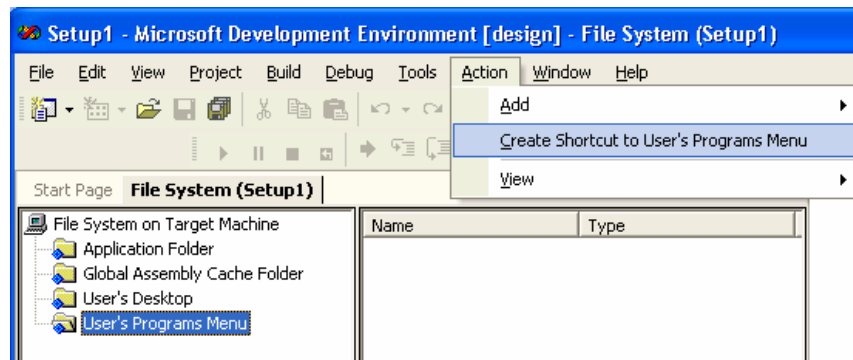 Setup1 - Microsoft Development Environment [design] - File System (Setup1)
File Edit View Project Build Debug Tools Action Window Help
Add
Create Shortcut to User's Programs Menu
View
Start Page File System (Setup1)
File System on Target Machine
Application Folder
Global Assembly Cache Folder
User's Desktop
User's Programs Menu
Name Type